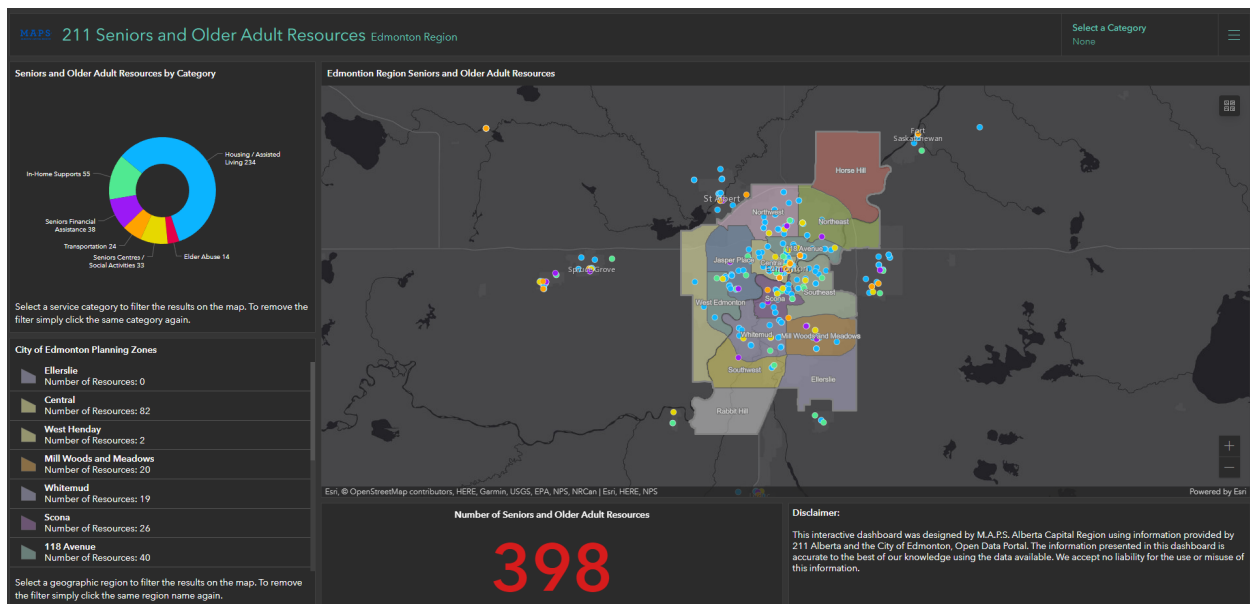 MAPS
211 Seniors and Older Adult Resources Edmonton Region
Select a Category
None
Seniors and Older Adult Resources by Category
Housing / Assisted
Living 234
In-Home Supports 55
Seniors Financial
Assistance 38
Transportation 24
Seniors Centres /
Social Activities 33
Elder Abuse 14
Select a service category to filter the results on the map. To remove the
filter simply click the same category again.
City of Edmonton Planning Zones
Ellerslie
Number of Resources: 0
Central
Number of Resources: 82
West Henday
Number of Resources: 2
Mill Woods and Meadows
Number of Resources: 20
Whitemud
Number of Resources: 19
Scona
Number of Resources: 26
118 Avenue
Number of Resources: 40
Select a geographic region to filter the results on the map. To remove
the filter simply click the same region name again.
Edmontion Region Seniors and Older Adult Resources
Fort
Saskatchewan
Horse Hill
St Albert
Northwest
Northeast
118 Avenue
Jasper Place
Central
Edmonton
Spruce Grove
Southeast
West Edmonton
Scona
Whitemud
Mill Woods and Meadows
Southwest
Ellerslie
Rabbit Hill
Esri, © OpenStreetMap contributors, HERE, Garmin, USGS, EPA, NPS, NRCan | Esri, HERE, NPS
Powered by Esri
Number of Seniors and Older Adult Resources
398
Disclaimer:
This interactive dashboard was designed by M.A.P.S. Alberta Capital Region using information provided by
211 Alberta and the City of Edmonton, Open Data Portal. The information presented in this dashboard is
accurate to the best of our knowledge using the data available. We accept no liability for the use or misuse of
this information.